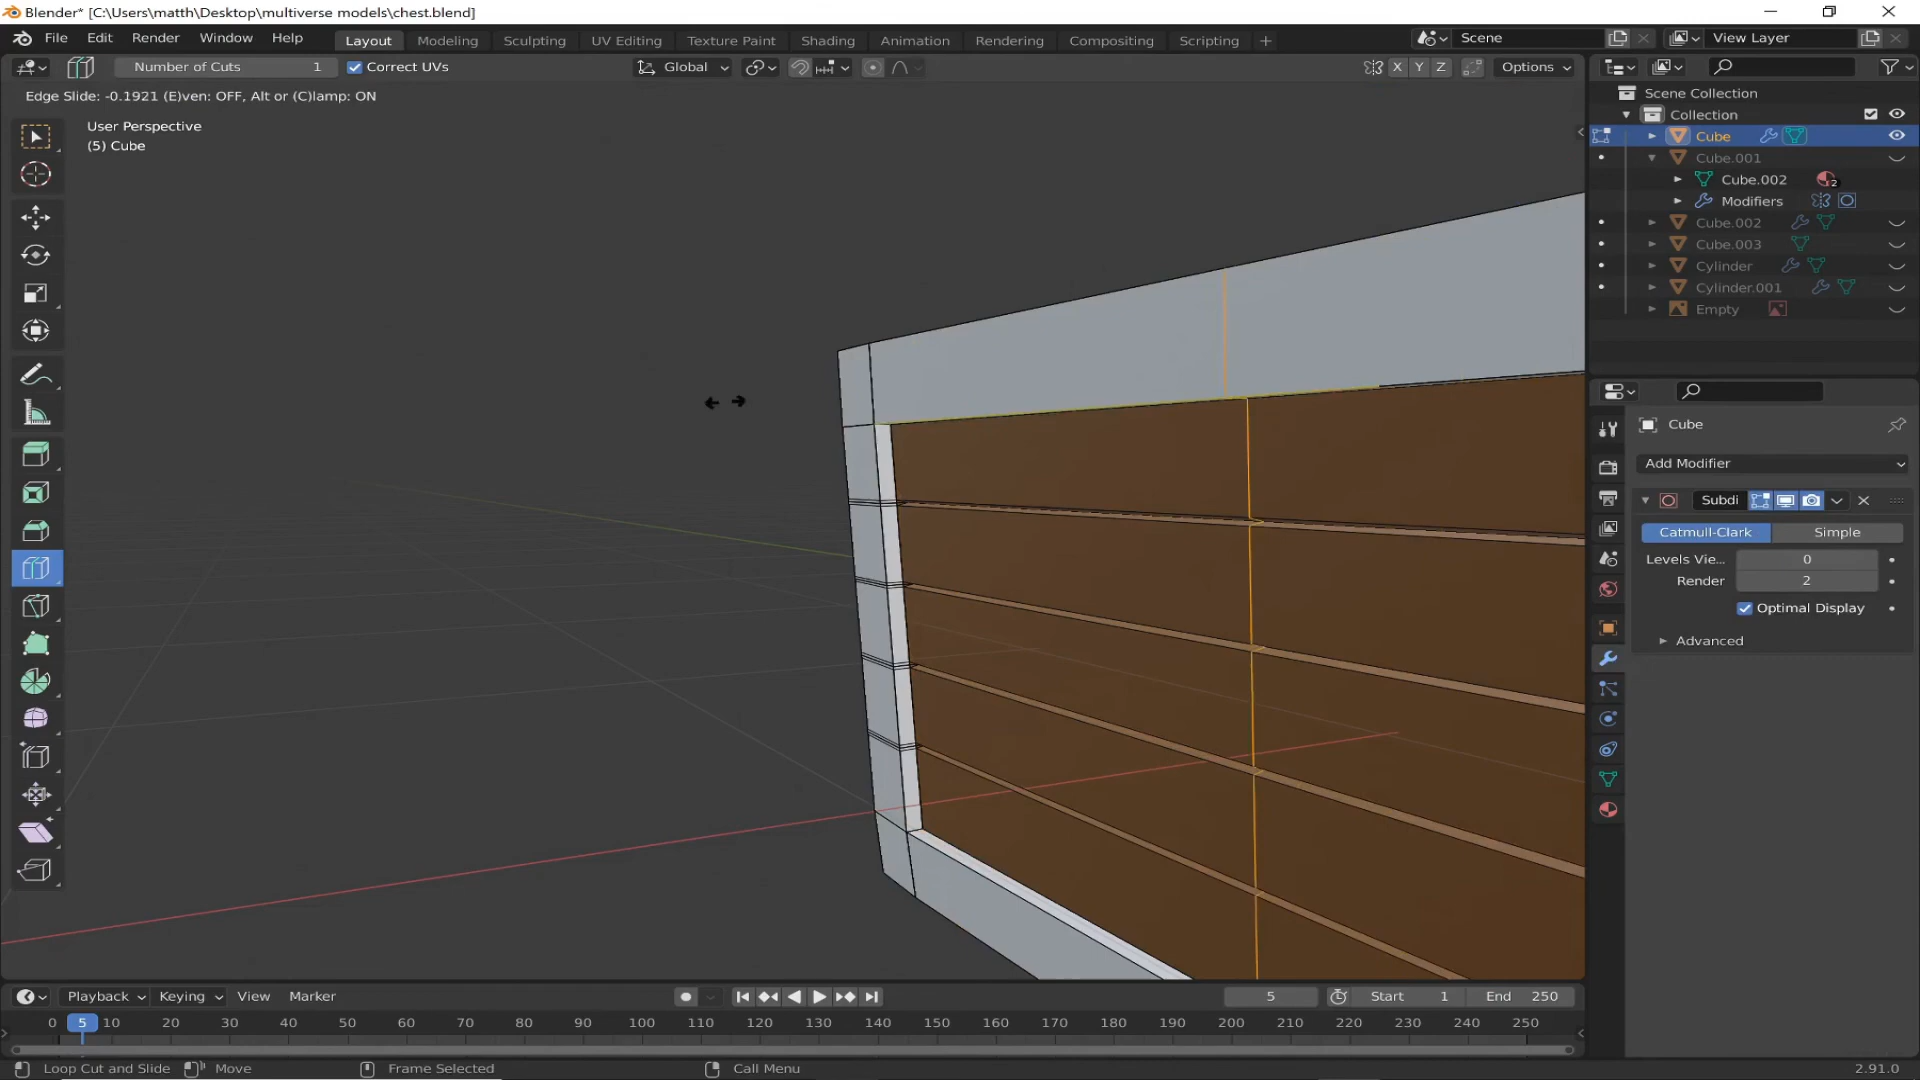 Blender* [C:\Users\matth\Desktop\multiverse models\chest.blend]
File Edit Render Window Help Layout Modeling Sculpting UV Editing Texture Paint Shading Animation Rendering Compositing Scripting + Scene View Layer
Number of Cuts 1 Correct UVs Global X Y Z Options
Edge Slide: -0.1921 (E)ven: OFF, Alt or (C)lamp: ON
User Perspective
(5) Cube
Scene Collection
Collection
Cube
Cube.001
Cube.002 2
Modifiers
Cube.002
Cube.003
Cylinder
Cylinder.001
Empty
Cube
Add Modifier
Subdi
Catmull-Clark Simple
Levels Vie... 0
Render 2
Optimal Display
Advanced
Playback Keying View Marker 5 Start 1 End 250
0 5 10 20 30 40 50 60 70 80 90 100 110 120 130 140 150 160 170 180 190 200 210 220 230 240 250
Loop Cut and Slide Move Frame Selected Call Menu 2.91.0